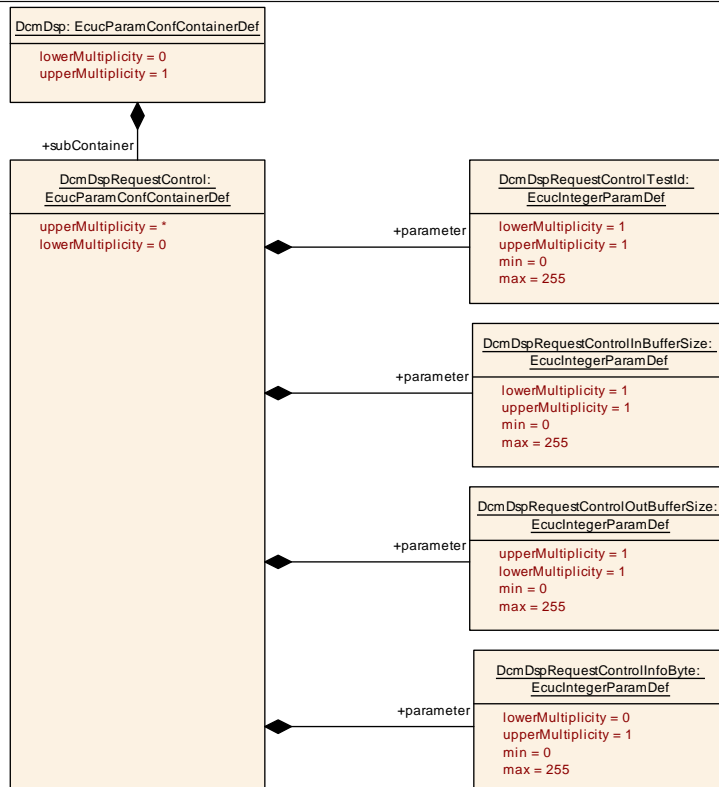 DcmDsp: EcucParamConfContainerDef
lowerMultiplicity = 0
upperMultiplicity = 1
+subContainer
DcmDspRequestControl:
EcucParamConfContainerDef
upperMultiplicity = *
lowerMultiplicity = 0
+parameter
DcmDspRequestControlTestId:
EcucIntegerParamDef
lowerMultiplicity = 1
upperMultiplicity = 1
min = 0
max = 255
+parameter
DcmDspRequestControlInBufferSize:
EcucIntegerParamDef
lowerMultiplicity = 1
upperMultiplicity = 1
min = 0
max = 255
+parameter
DcmDspRequestControlOutBufferSize:
EcucIntegerParamDef
upperMultiplicity = 1
lowerMultiplicity = 1
min = 0
max = 255
+parameter
DcmDspRequestControlInfoByte:
EcucIntegerParamDef
lowerMultiplicity = 0
upperMultiplicity = 1
min = 0
max = 255